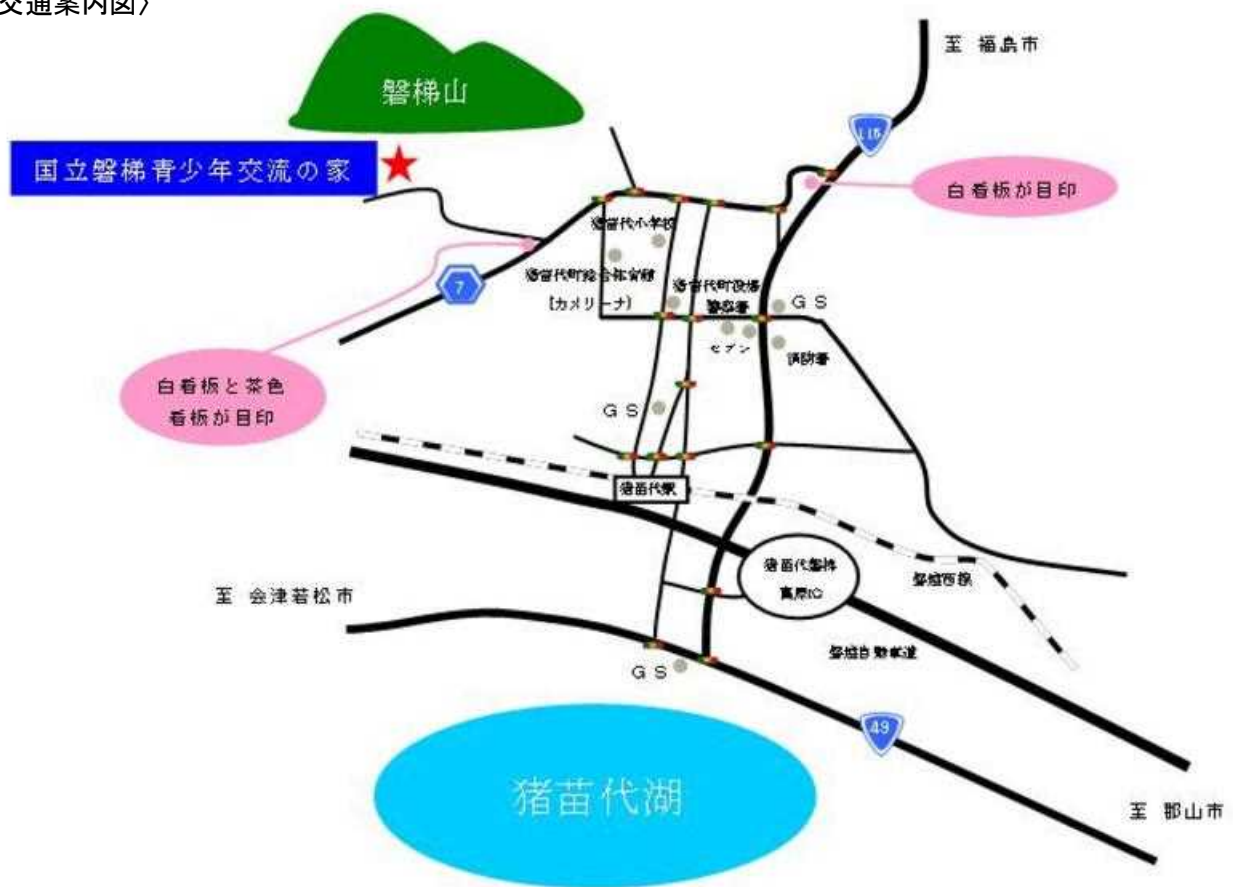 交通案内図〉
至 福島市
磐梯山
115
国立磐梯青少年交流の家
白看板が目印
猪苗代小学校
猪苗代町総合体育館
(カメリーナ)
猪苗代町役場
警察署
7
GS
セブン
消防署
白看板と茶色
看板が目印
GS
猪苗代駅
猪苗代磐梯
高原IC
磐越西線
至 会津若松市
磐越自動車道
GS
49
猪苗代湖
至 郡山市